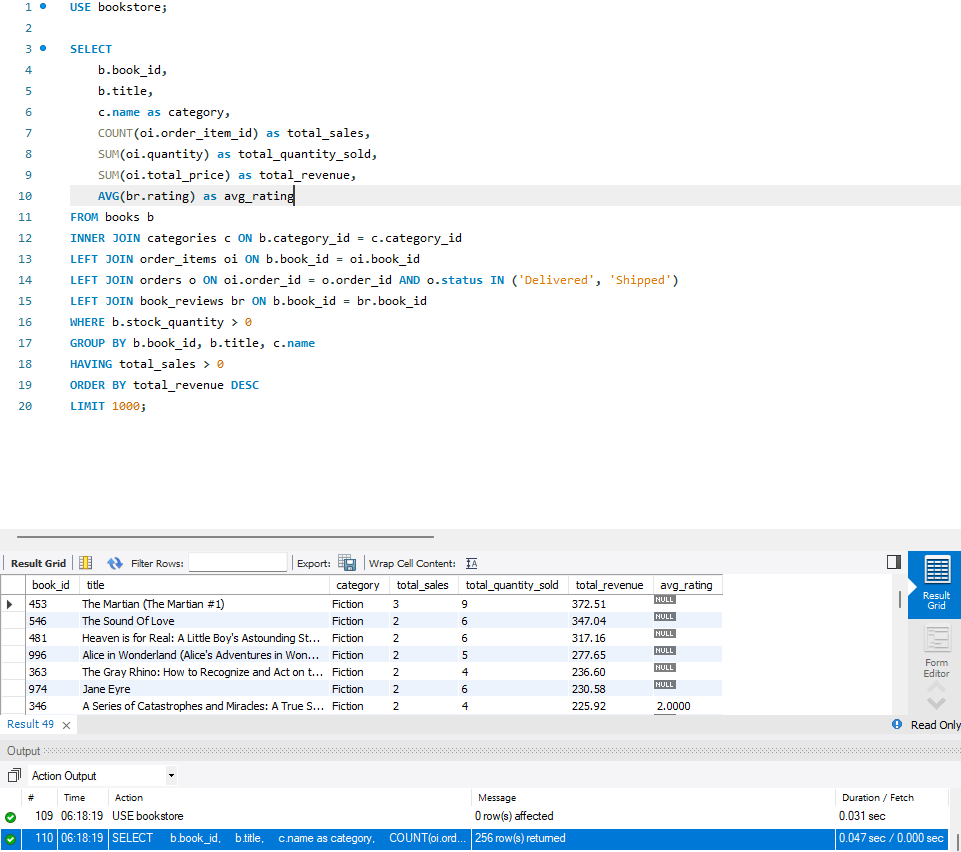 1 USE bookstore;
2
3 SELECT
4 b.book_id,
5 b.title,
6 c.name as category,
7 COUNT(oi.order_item_id) as total_sales,
8 SUM(oi.quantity) as total_quantity_sold,
9 SUM(oi.total_price) as total_revenue,
10 AVG(br.rating) as avg_rating
11 FROM books b
12 INNER JOIN categories c ON b.category_id = c.category_id
13 LEFT JOIN order_items oi ON b.book_id = oi.book_id
14 LEFT JOIN orders o ON oi.order_id = o.order_id AND o.status IN ('Delivered', 'Shipped')
15 LEFT JOIN book_reviews br ON b.book_id = br.book_id
16 WHERE b.stock_quantity > 0
17 GROUP BY b.book_id, b.title, c.name
18 HAVING total_sales > 0
19 ORDER BY total_revenue DESC
20 LIMIT 1000;
Result Grid Filter Rows: Export: Wrap Cell Content:
book_id title category total_sales total_quantity_sold total_revenue avg_rating
453 The Martian (The Martian #1) Fiction 3 9 372.51 NULL
546 The Sound Of Love Fiction 2 6 347.04 NULL
481 Heaven is for Real: A Little Boy's Astounding St... Fiction 2 6 317.16 NULL
996 Alice in Wonderland (Alice's Adventures in Won... Fiction 2 5 277.65 NULL
363 The Gray Rhino: How to Recognize and Act on t... Fiction 2 4 236.60 NULL
974 Jane Eyre Fiction 2 6 230.58 NULL
346 A Series of Catastrophes and Miracles: A True S... Fiction 2 4 225.92 2.0000
Result
Grid
Form
Editor
Result 49 Read Only
Output
Action Output
# Time Action Message Duration / Fetch
109 06:18:19 USE bookstore 0 row(s) affected 0.031 sec
110 06:18:19 SELECT b.book_id, b.title, c.name as category, COUNT(oi.ord... 256 row(s) returned 0.047 sec / 0.000 sec